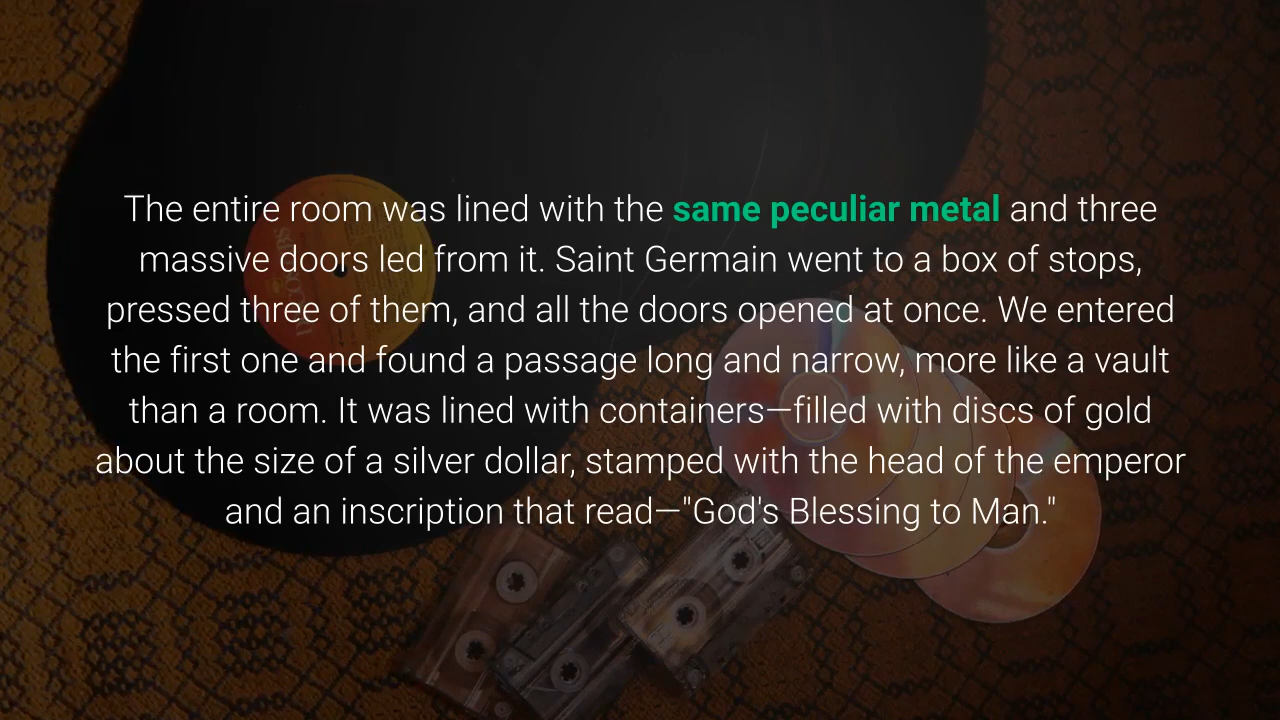 The entire room was lined with the same peculiar metal and three
massive doors led from it. Saint Germain went to a box of stops,
pressed three of them, and all the doors opened at once. We entered
the first one and found a passage long and narrow, more like a vault
than a room. It was lined with containers—filled with discs of gold
about the size of a silver dollar, stamped with the head of the emperor
and an inscription that read—"God's Blessing to Man."